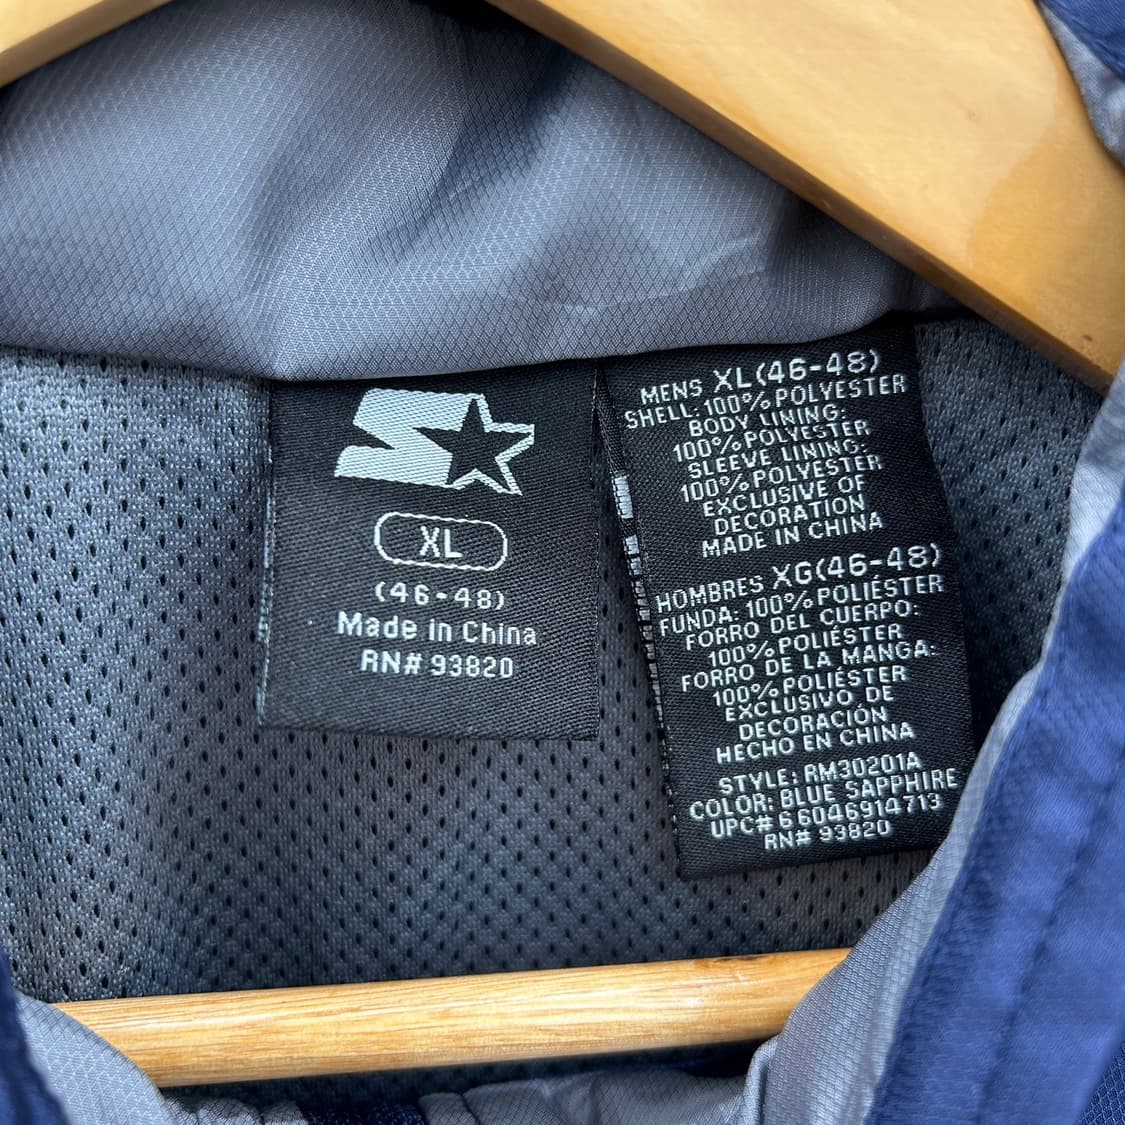 XL
(46-48)
Made in China
RN# 93820
MENS XL(46-48)
SHELL: 100% POLYESTER
BODY LINING:
100% POLYESTER
SLEEVE LINING:
100% POLYESTER
EXCLUSIVE OF
DECORATION
MADE IN CHINA
HOMBRES XG(46-48)
FUNDA: 100% POLIÉSTER
FORRO DEL CUERPO:
100% POLIÉSTER
FORRO DE LA MANGA:
100% POLIÉSTER
EXCLUSIVO DE
DECORACIÓN
HECHO EN CHINA
STYLE: RM30201A
COLOR: BLUE SAPPHIRE
UPC# 6 6046914713
RN# 93820